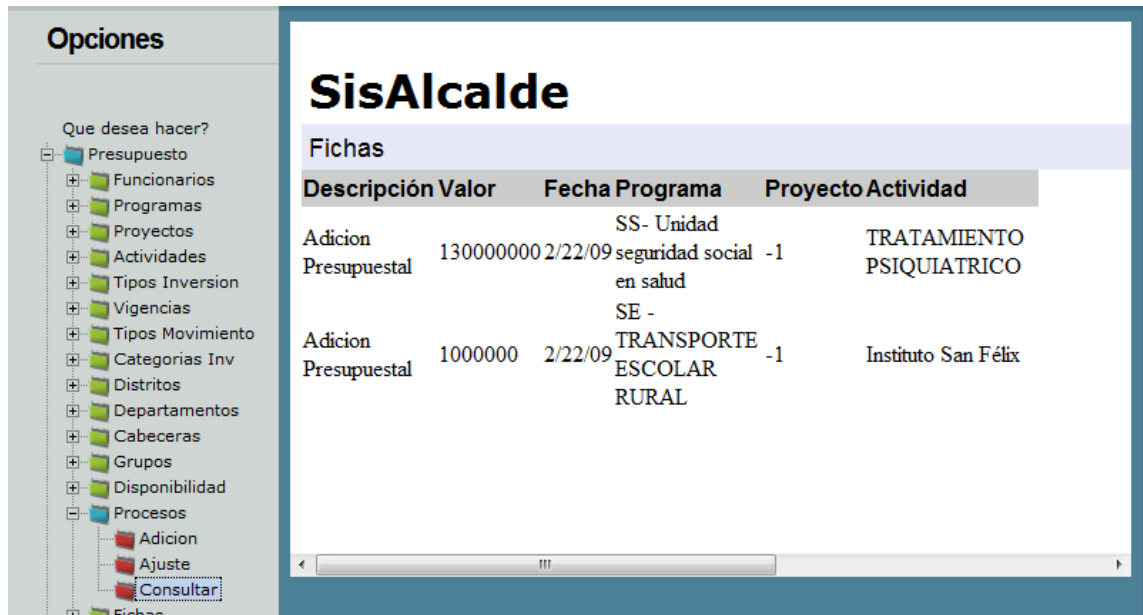 Opciones
Que desea hacer?
Presupuesto
Funcionarios
Programas
Proyectos
Actividades
Tipos Inversion
Vigencias
Tipos Movimiento
Categorias Inv
Distritos
Departamentos
Cabeceras
Grupos
Disponibilidad
Procesos
Adicion
Ajuste
Consultar
Fichas
SisAlcalde
Fichas
Descripción Valor Fecha Programa Proyecto Actividad
Adicion
Presupuestal
130000000
2/22/09
SS- Unidad
seguridad social
en salud
-1
TRATAMIENTO
PSIQUIATRICO
Adicion
Presupuestal
1000000
2/22/09
SE -
TRANSPORTE
ESCOLAR
RURAL
-1
Instituto San Félix